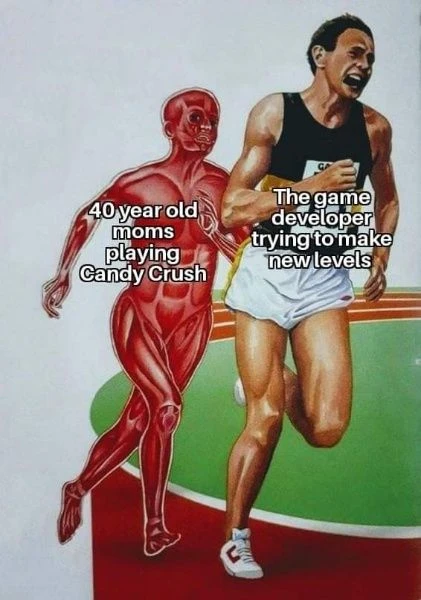 40 year old
moms
playing
Candy Crush
The game
developer
trying to make
new levels